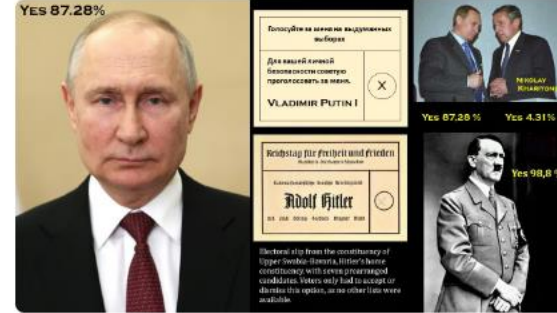 YES 87.28%
Голосуйте за меня на выдуманных
выборах
Для вашей личной
безопасности советую
проголосовать за меня.
VLADIMIR PUTIN I
X
NIKOLAY
KHARITONO
YES 87.28 %
YES 4.31%
Reichstag für Freiheit und Frieden
Adolf Hitler
Yes 98,8 %
Electoral slip from the constituency of
Upper Swabia-Bavaria, Hitler's home
constituency, with seven prearranged
candidates. Voters only had to accept or
dismiss this option, as no other lists were
available.